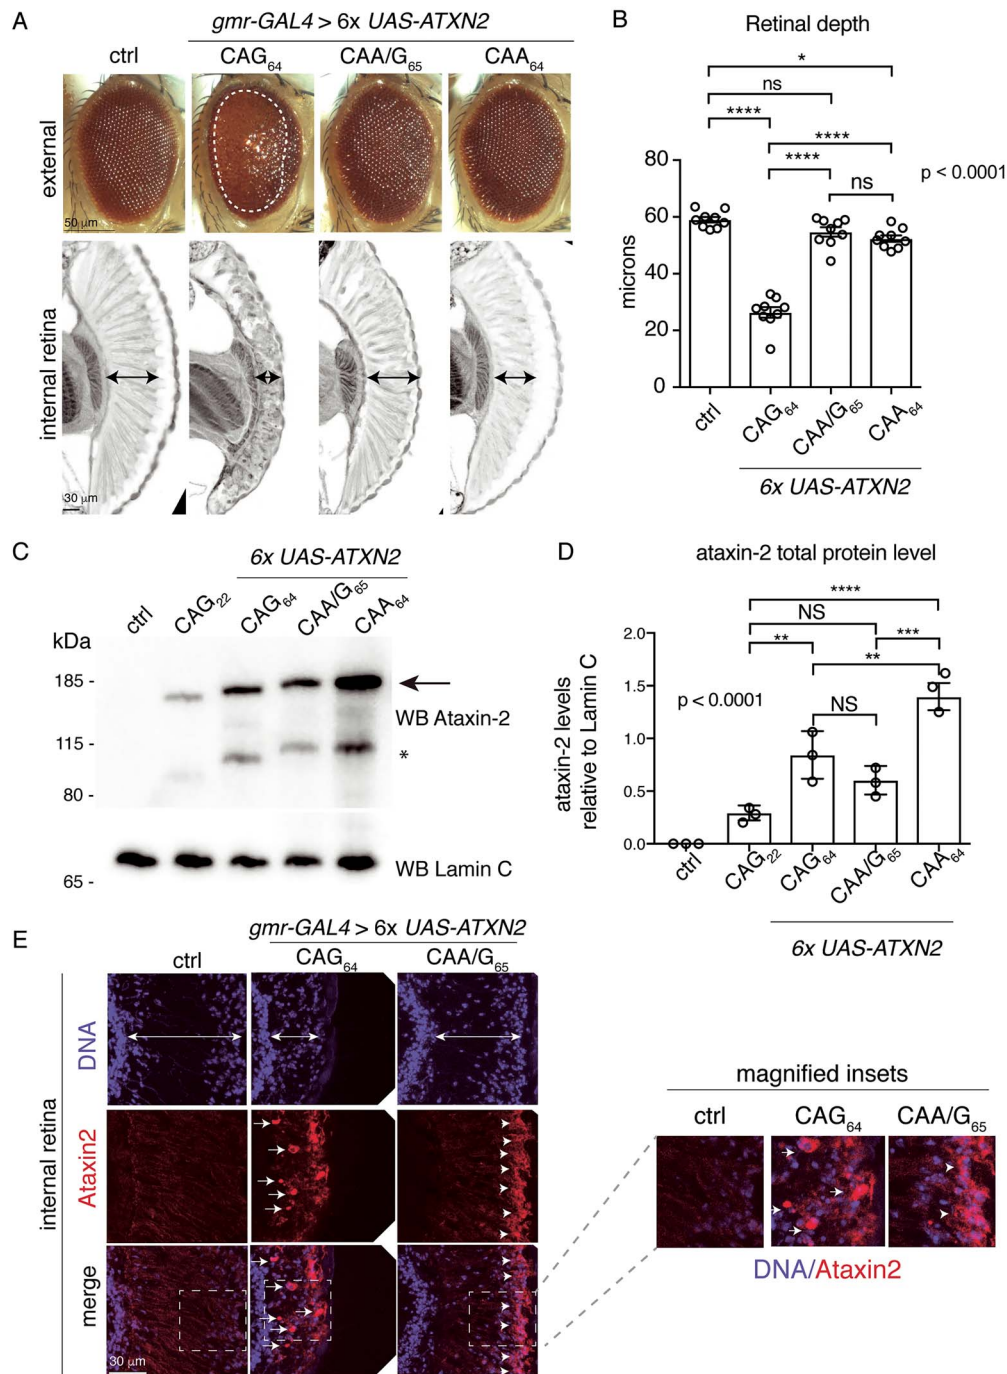 A
gmr-GAL4 > 6x UAS-ATXN2
ctrl
CAG64
CAA/G65
CAA64
external
50 μm
internal retina
30 μm
B
Retinal depth
*
ns
****
****
****
ns
p < 0.0001
80
60
40
20
0
microns
ctrl
CAG64
CAA/G65
CAA64
6x UAS-ATXN2
C
6x UAS-ATXN2
ctrl
CAG22
CAG64
CAA/G65
CAA64
kDa
185 -
115 -
80 -
65 -
WB Ataxin-2
*
WB Lamin C
D
ataxin-2 total protein level
****
NS
**
***
**
NS
p < 0.0001
2.0
1.5
1.0
0.5
0.0
ataxin-2 levels
relative to Lamin C
ctrl
CAG22
CAG64
CAA/G65
CAA64
6x UAS-ATXN2
E
gmr-GAL4 > 6x UAS-ATXN2
ctrl
CAG64
CAA/G65
internal retina
DNA
Ataxin2
merge
30 μm
magnified insets
ctrl
CAG64
CAA/G65
DNA/Ataxin2